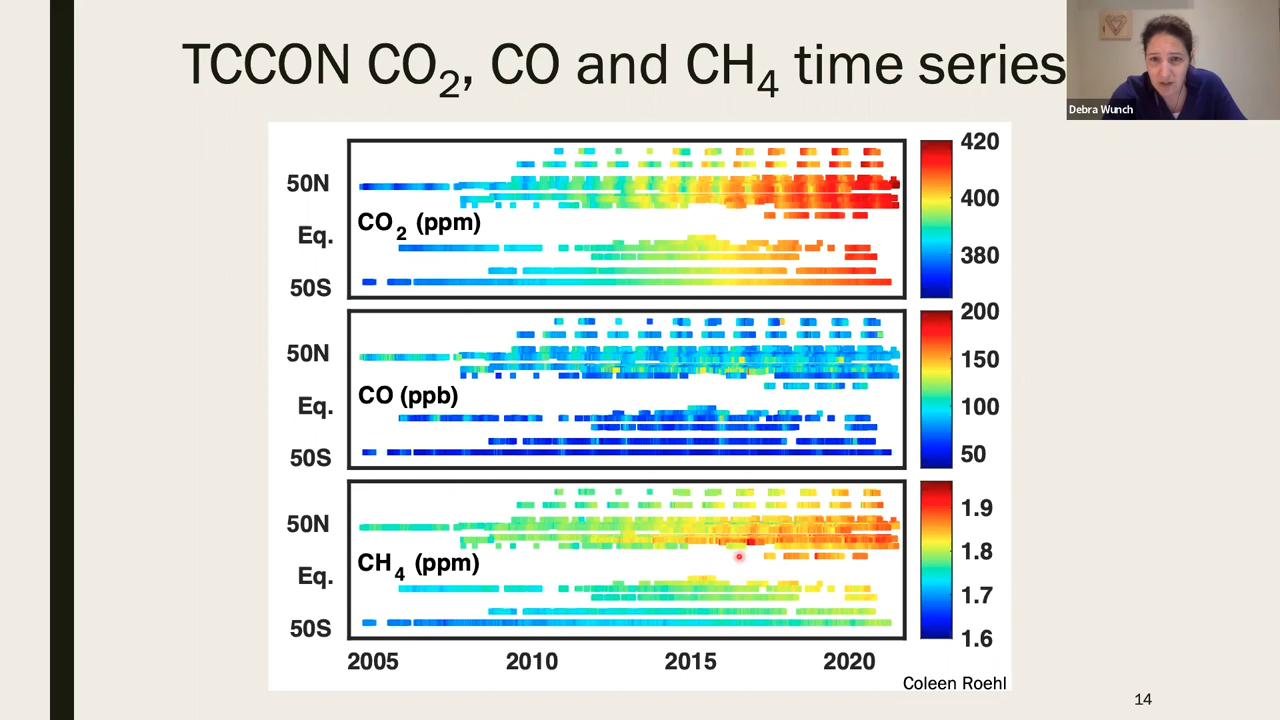 TCCON CO2, CO and CH4 time series
Debra Wunch
50N
Eq.
50S
CO2 (ppm)
420
400
380
50N
Eq.
50S
CO (ppb)
200
150
100
50
50N
Eq.
50S
CH4 (ppm)
1.9
1.8
1.7
1.6
2005 2010 2015 2020
Coleen Roehl
14